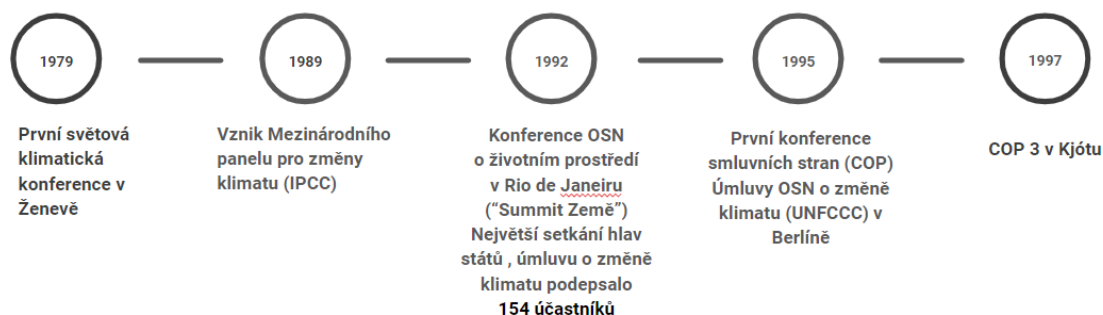 1979
První světová
klimatická
konference v
Ženevě
1989
Vznik Mezinárodního
panelu pro změny
klimatu (IPCC)
1992
Konference OSN
o životním prostředí
v Rio de Janeiru
(“Summit Země”)
Největší setkání hlav
států , úmluvu o změně
klimatu podepsalo
154 účastníků
1995
První konference
smluvních stran (COP)
Úmluvy OSN o změně
klimatu (UNFCCC) v
Berlíně
1997
COP 3 v Kjótu